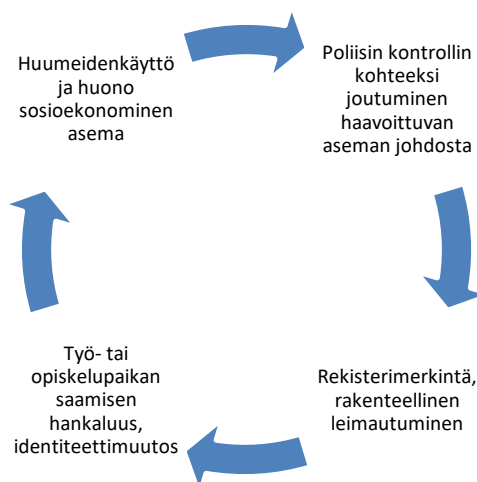 Huumeidenkäyttö
ja huono
sosioekonominen
asema
Poliisin kontrollin
kohteeksi
joutuminen
haavoittuvan
aseman johdosta
Rekisterimerkintä,
rakenteellinen
leimautuminen
Työ- tai
opiskelupaikan
saamisen
hankaluus,
identiteettimuutos